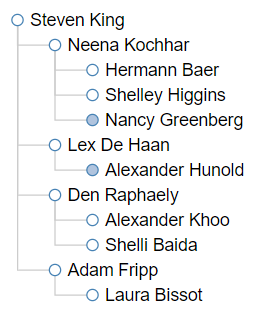 Steven King
Neena Kochhar
Hermann Baer
Shelley Higgins
Nancy Greenberg
Lex De Haan
Alexander Hunold
Den Raphaely
Alexander Khoo
Shelli Baida
Adam Fripp
Laura Bissot